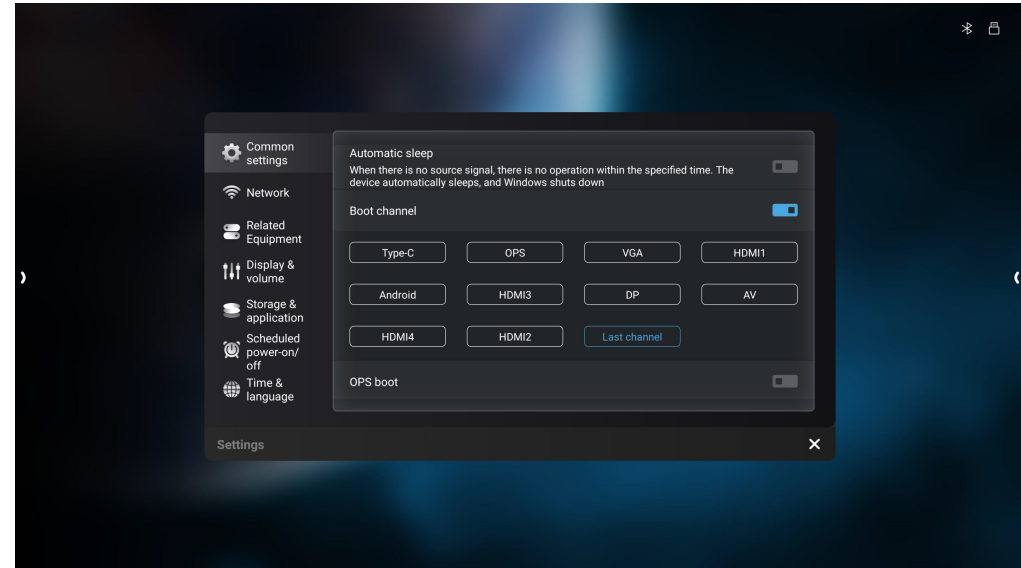 Common
settings
Network
Related
Equipment
Display &
volume
Storage &
application
Scheduled
power-on/
off
Time &
language
Automatic sleep
When there is no source signal, there is no operation within the specified time. The
device automatically sleeps, and Windows shuts down
Boot channel
Type-C OPS VGA HDMI1
Android HDMI3 DP AV
HDMI4 HDMI2 Last channel
OPS boot
Settings